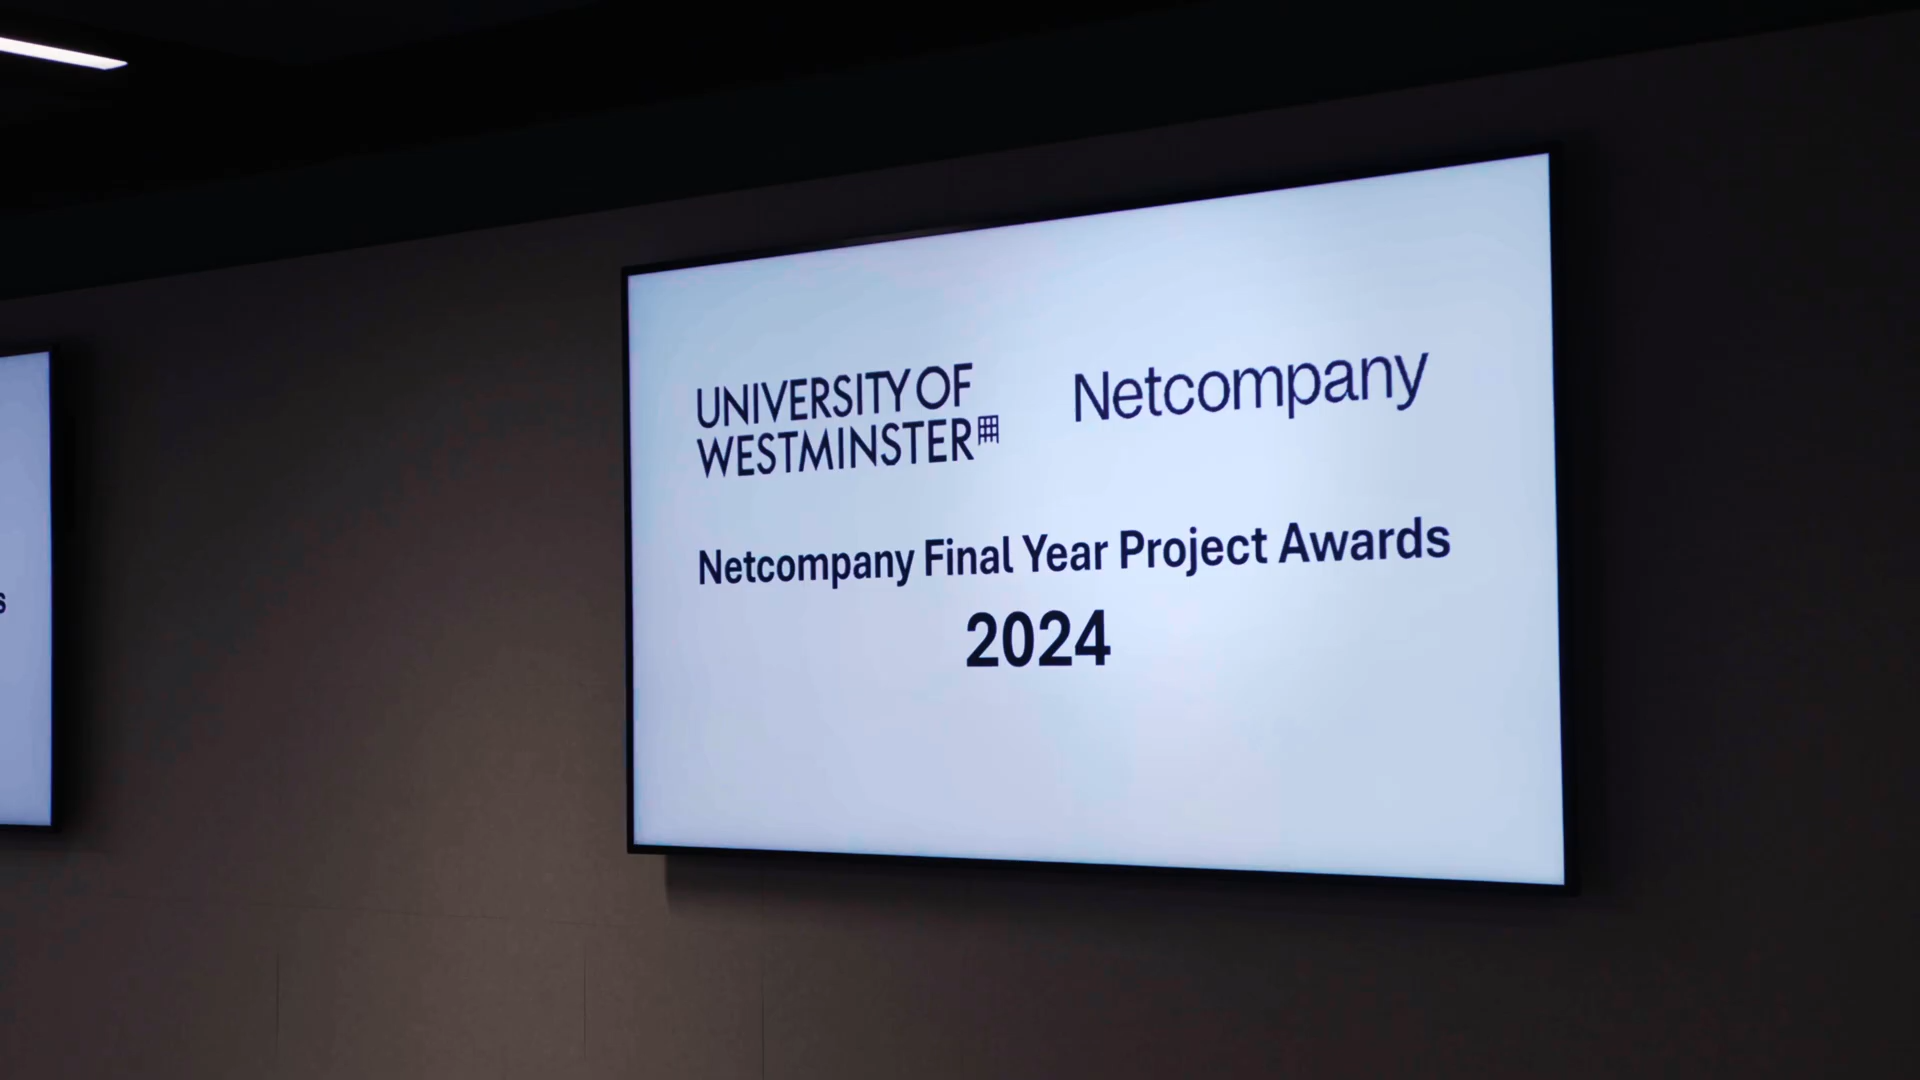 UNIVERSITY OF
WESTMINSTER
Netcompany
Netcompany Final Year Project Awards
2024
s